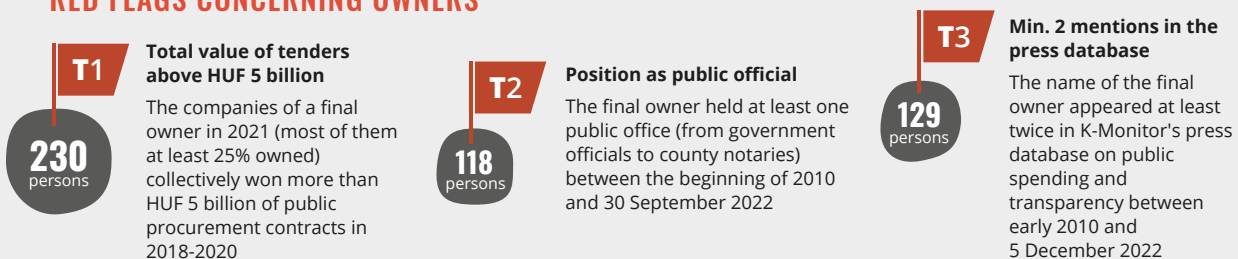 RED FLAGS CONCERNING OWNERS
T1
230
persons
Total value of tenders
above HUF 5 billion
The companies of a final
owner in 2021 (most of them
at least 25% owned)
collectively won more than
HUF 5 billion of public
procurement contracts in
2018-2020
T2
118
persons
Position as public official
The final owner held at least one
public office (from government
officials to county notaries)
between the beginning of 2010
and 30 September 2022
T3
129
persons
Min. 2 mentions in the
press database
The name of the final
owner appeared at least
twice in K-Monitor's press
database on public
spending and
transparency between
early 2010 and
5 December 2022